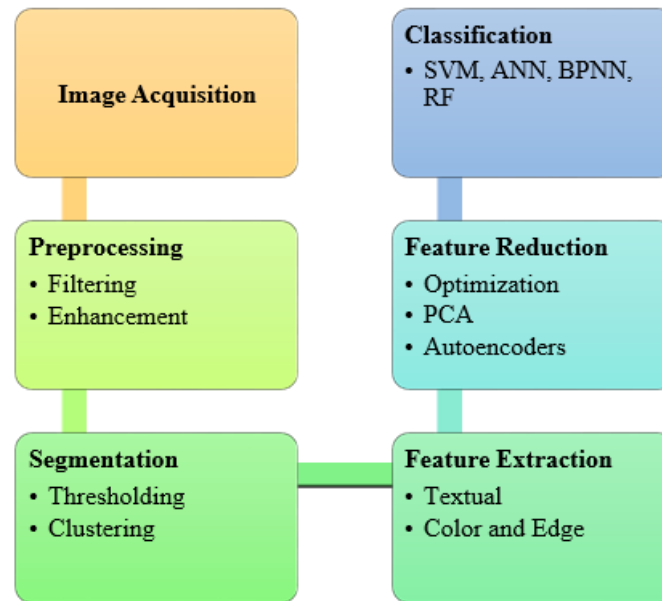 Image Acquisition
Preprocessing
• Filtering
• Enhancement
Segmentation
• Thresholding
• Clustering
Feature Extraction
• Textual
• Color and Edge
Feature Reduction
• Optimization
• PCA
• Autoencoders
Classification
• SVM, ANN, BPNN,
RF